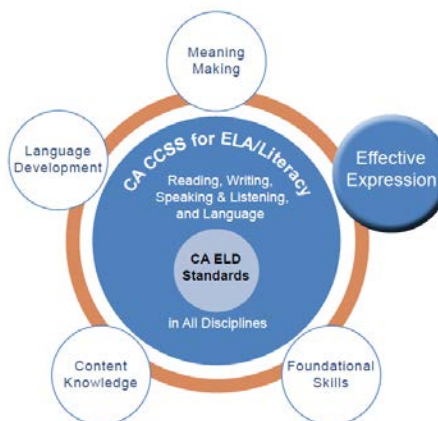 Meaning
Making
Language
Development
Effective
Expression
CA CCSS for ELA/Literacy
Reading, Writing,
Speaking & Listening,
and Language
CA ELD
Standards
in All Disciplines
Content
Knowledge
Foundational
Skills